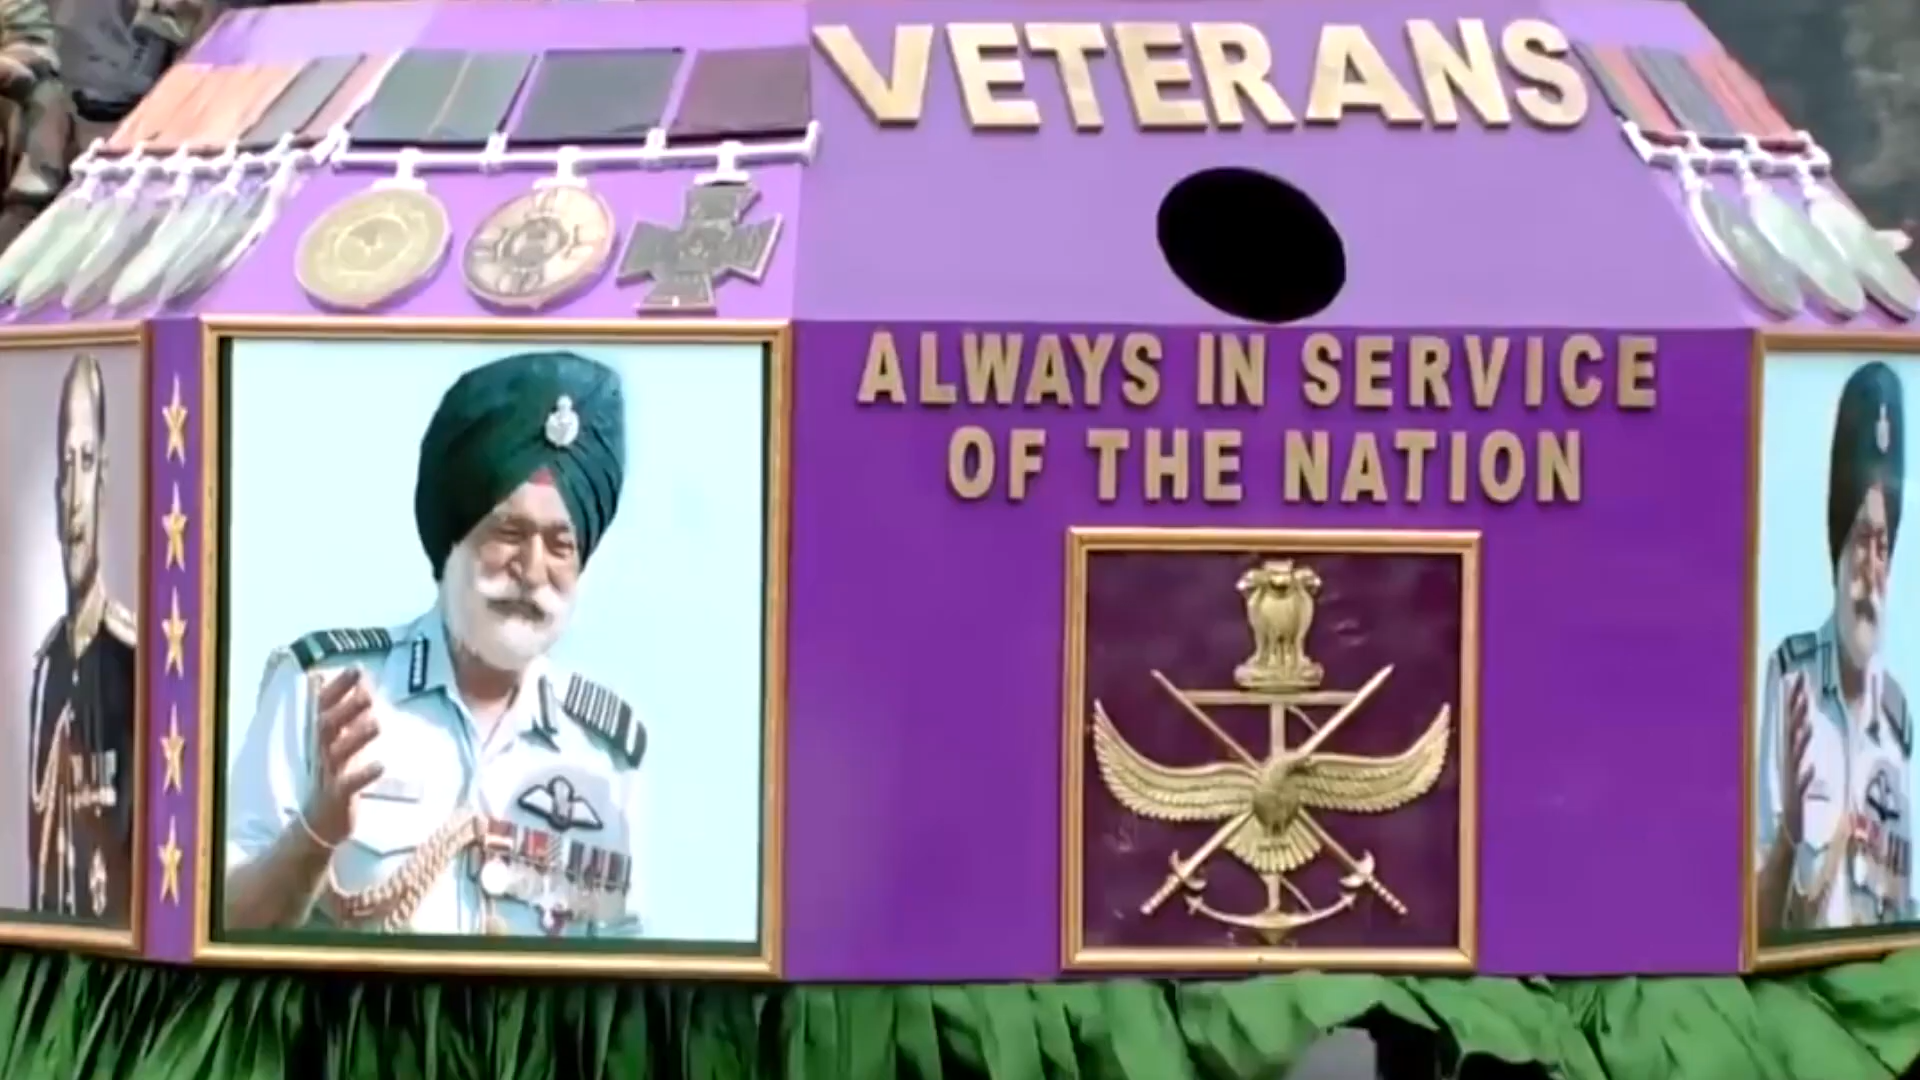 VETERANS
ALWAYS IN SERVICE
OF THE NATION